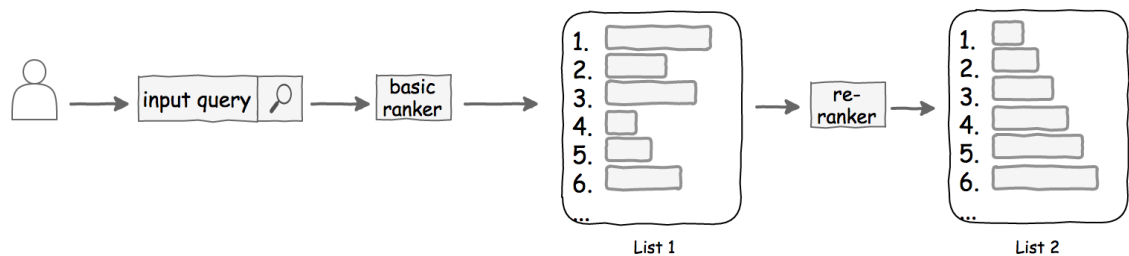 input query
basic
ranker
1.
2.
3.
4.
5.
6.
...
List 1
re-
ranker
1.
2.
3.
4.
5.
6.
...
List 2